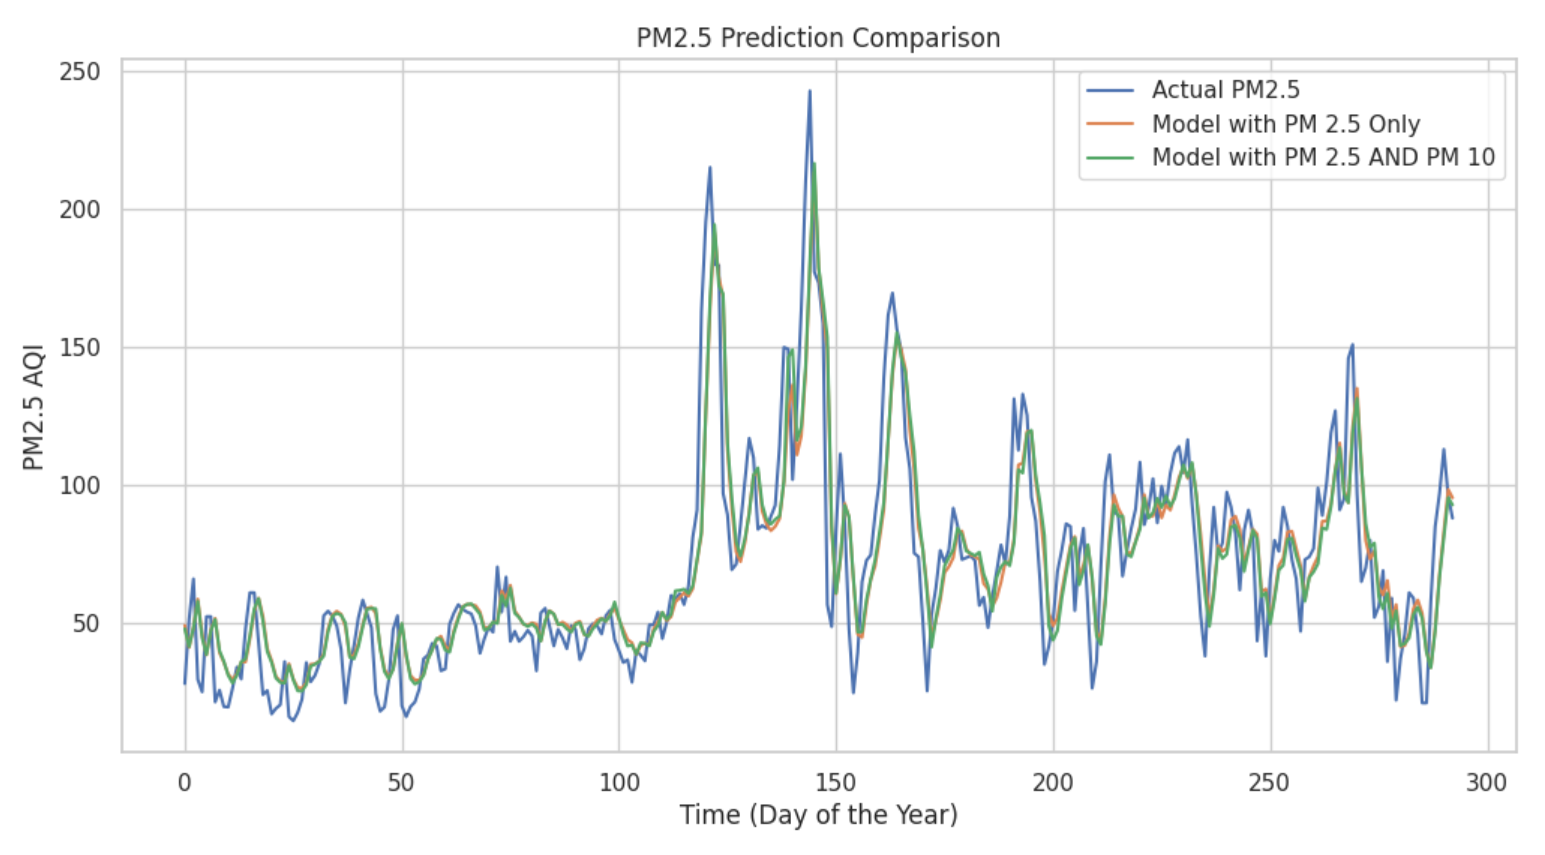 PM2.5 Prediction Comparison
Actual PM2.5
Model with PM 2.5 Only
Model with PM 2.5 AND PM 10
PM2.5 AQI
250
200
150
100
50
0 50 100 150 200 250 300
Time (Day of the Year)